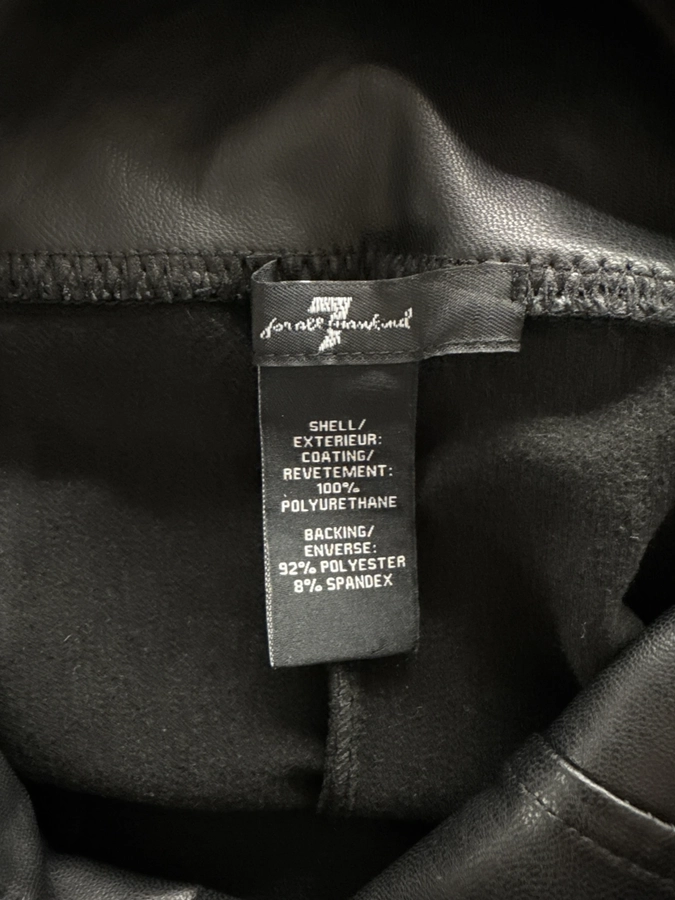 7
for all mankind
SHELL/
EXTERIEUR:
COATING/
REVETEMENT:
100%
POLYURETHANE
BACKING/
ENVERSE:
92% POLYESTER
8% SPANDEX